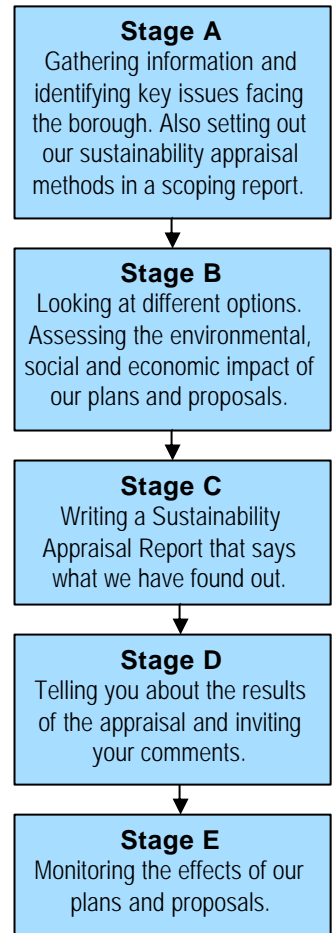 Stage A
Gathering information and
identifying key issues facing
the borough. Also setting out
our sustainability appraisal
methods in a scoping report.
Stage B
Looking at different options.
Assessing the environmental,
social and economic impact of
our plans and proposals.
Stage C
Writing a Sustainability
Appraisal Report that says
what we have found out.
Stage D
Telling you about the results
of the appraisal and inviting
your comments.
Stage E
Monitoring the effects of our
plans and proposals.